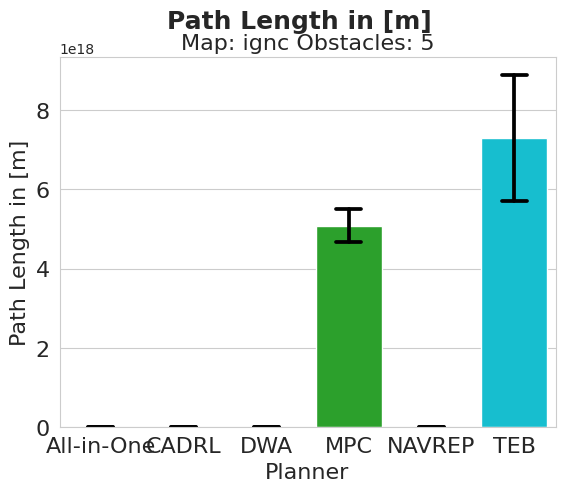 Path Length in [m]
Map: ignc Obstacles: 5
1e18
8
6
4
2
0
Path Length in [m]
All-in-One CADRL DWA MPC NAVREP TEB
Planner